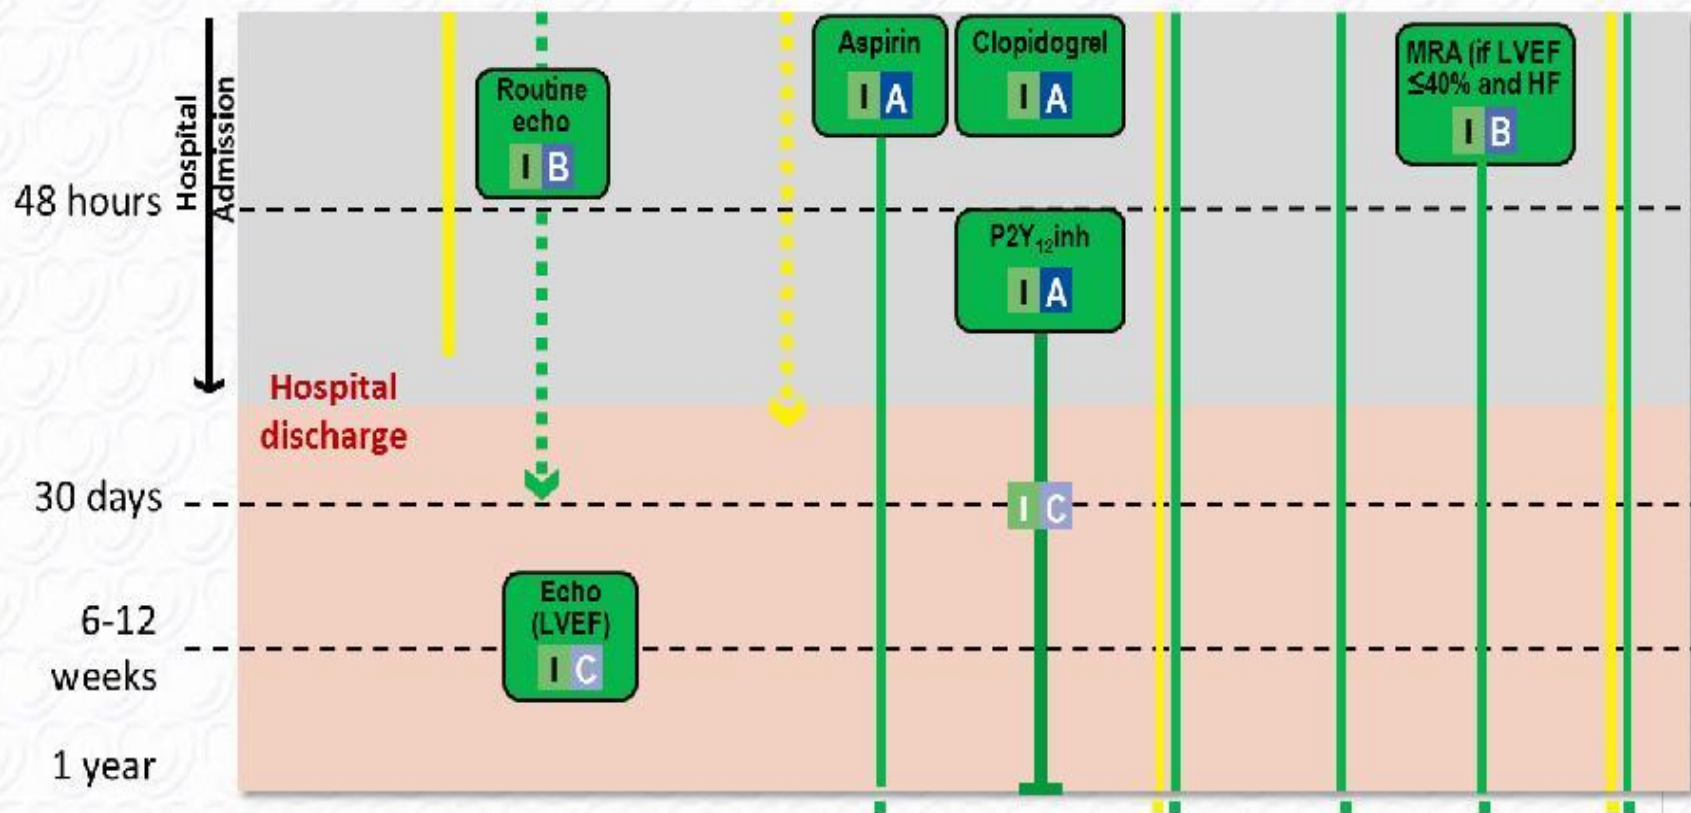 Hospital
Admission
Aspirin
I A
Clopidogrel
I A
MRA (if LVEF
≤40% and HF
I B
Routine
echo
I B
48 hours
P2Y₁₂inh
I A
Hospital
discharge
30 days
I C
6-12
weeks
Echo
(LVEF)
I C
1 year